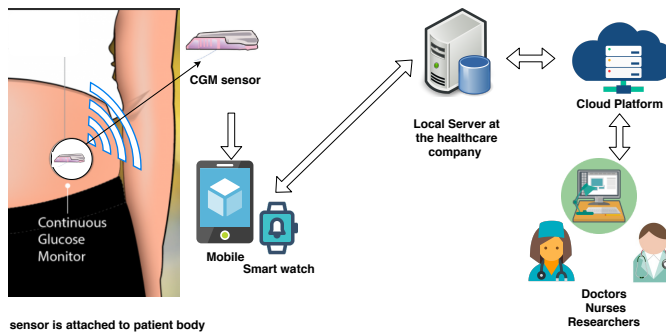 CGM sensor
Continuous
Glucose
Monitor
Mobile
Smart watch
Local Server at
the healthcare
company
Cloud Platform
Doctors
Nurses
Researchers
sensor is attached to patient body